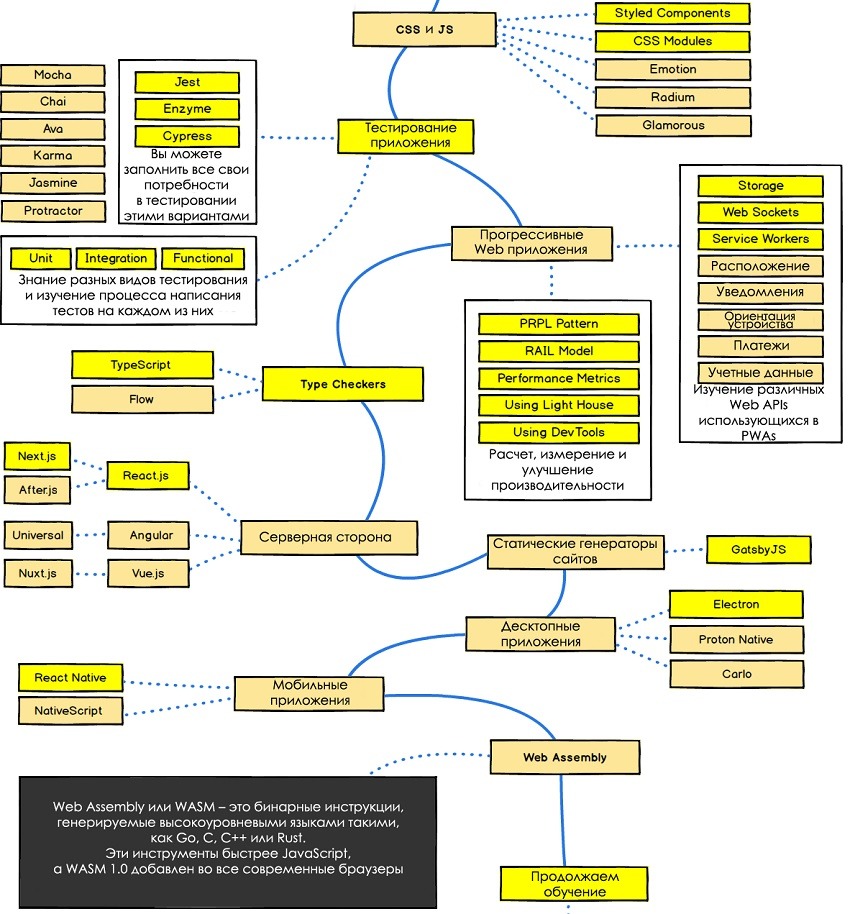 CSS и JS
Styled Components
CSS Modules
Emotion
Radium
Glamorous
Mocha
Chai
Ava
Karma
Jasmine
Protractor
Jest
Enzyme
Cypress
Вы можете
заполнить все свои
потребности
в тестировании
этими вариантами
Тестирование
приложения
Unit
Integration
Functional
Знание разных видов тестирования
и изучение процесса написания
тестов на каждом из них
Прогрессивные
Web приложения
Storage
Web Sockets
Service Workers
Расположение
Уведомления
Ориентация
устройства
Платежи
Учетные данные
Изучение различных
Web APIs
использующихся в
PWAs
PRPL Pattern
RAIL Model
Performance Metrics
Using Light House
Using DevTools
Расчет, измерение и
улучшение
производительности
TypeScript
Flow
Type Checkers
Next.js
After.js
React.js
Universal
Angular
Nuxt.js
Vue.js
Серверная сторона
Статические генераторы
сайтов
GatsbyJS
Десктопные
приложения
Electron
Proton Native
Carlo
React Native
NativeScript
Мобильные
приложения
Web Assembly
Web Assembly или WASM – это бинарные инструкции,
генерируемые высокоуровневыми языками такими,
как Go, C, C++ или Rust.
Эти инструменты быстрее JavaScript,
а WASM 1.0 добавлен во все современные браузеры
Продолжаем
обучение